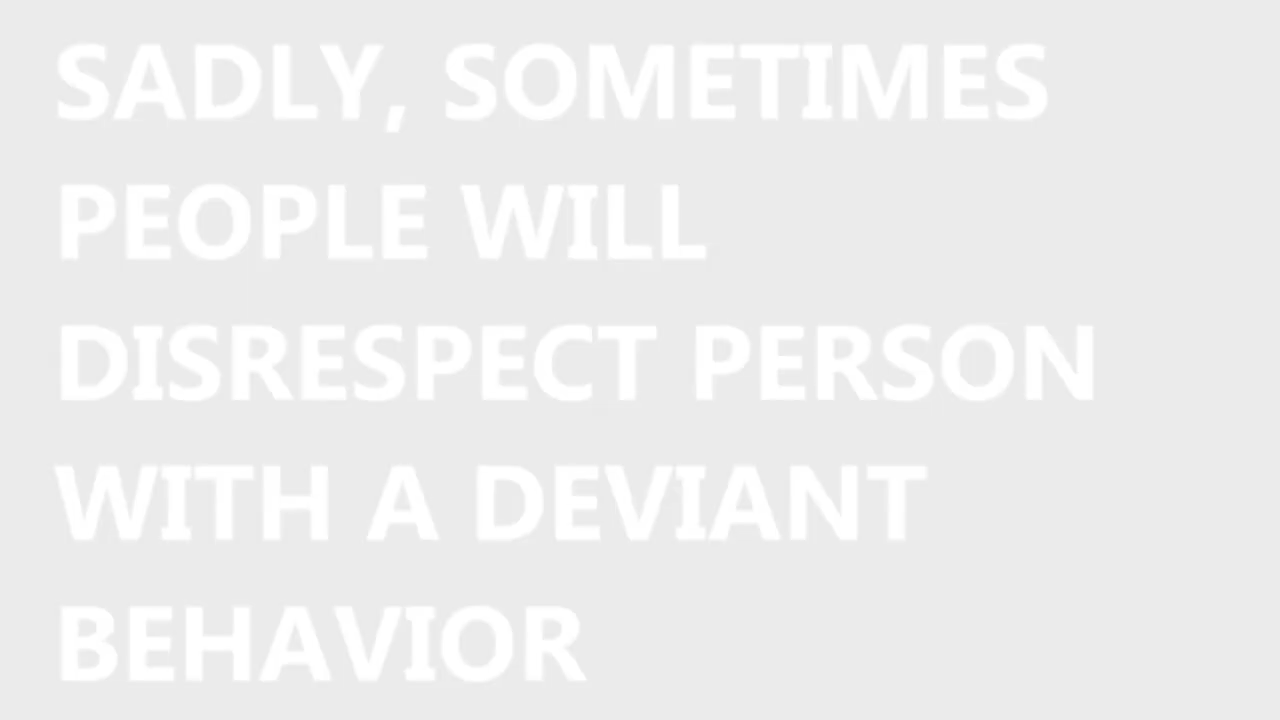 SADLY, SOMETIMES
PEOPLE WILL
DISRESPECT PERSON
WITH A DEVIANT
BEHAVIOR